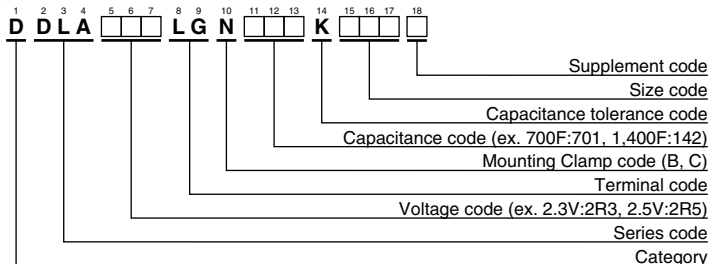 1 2 3 4 5 6 7 8 9 10 11 12 13 14 15 16 17 18
D DLA □□□ LG N □□□ K □□□ □
Supplement code
Size code
Capacitance tolerance code
Capacitance code (ex. 700F:701, 1,400F:142)
Mounting Clamp code (B, C)
Terminal code
Voltage code (ex. 2.3V:2R3, 2.5V:2R5)
Series code
Category